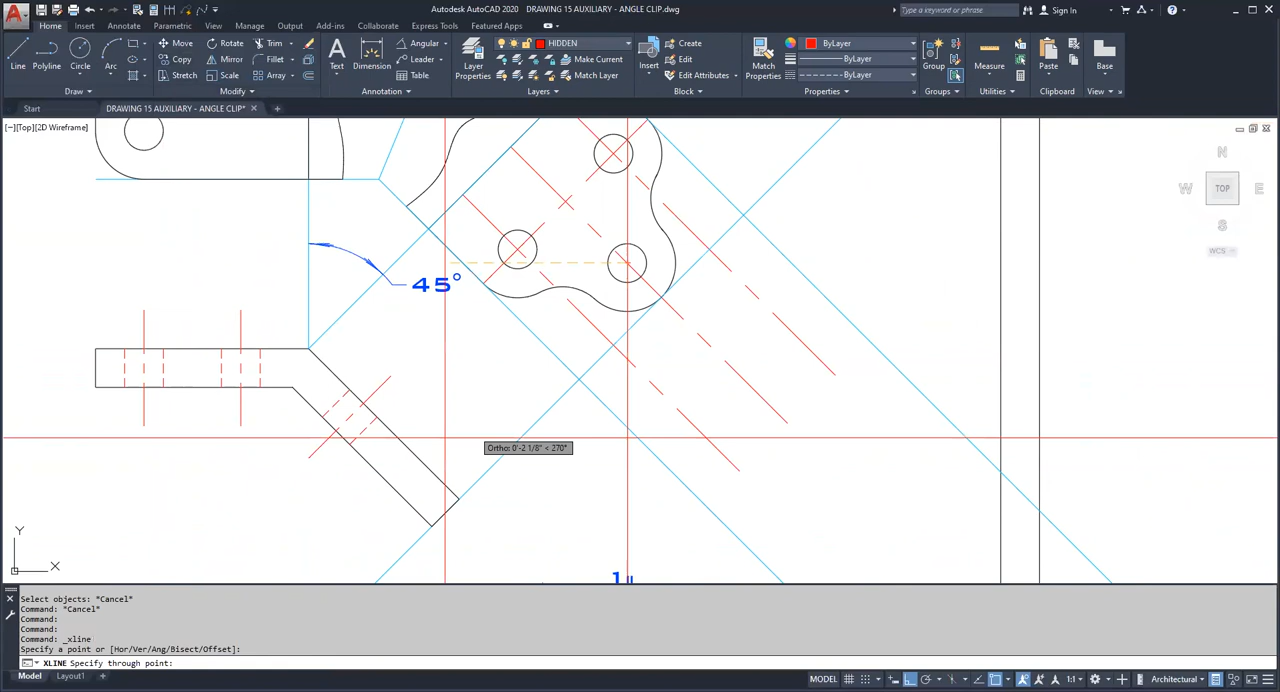 Autodesk AutoCAD 2020 DRAWING 15 AUXILIARY - ANGLE CLIP.dwg
Type a keyword or phrase
Sign In
Home Insert Annotate Parametric View Manage Output Add-ins Collaborate Express Tools Featured Apps
Line Polyline Circle Arc
Move Rotate Trim
Copy Mirror Fillet
Stretch Scale Array
Text Dimension
Angular
Leader
Table
Layer Properties
HIDDEN
Make Current
Match Layer
Insert
Create
Edit
Edit Attributes
Match Properties
ByLayer
ByLayer
ByLayer
Group Measure Paste Base
Draw Modify Annotation Layers Block Properties Groups Utilities Clipboard View
Start DRAWING 15 AUXILIARY - ANGLE CLIP*
[−][Top][2D Wireframe]
N
W TOP E
S
WCS
45°
Ortho: 0'-2 1/8" < 270°
Y
X
1"
Select objects: *Cancel*
Command: *Cancel*
Command:
Command:
Command: _xline
Specify a point or [Hor/Ver/Ang/Bisect/Offset]:
XLINE Specify through point:
Model Layout1
MODEL 1:1 Architectural